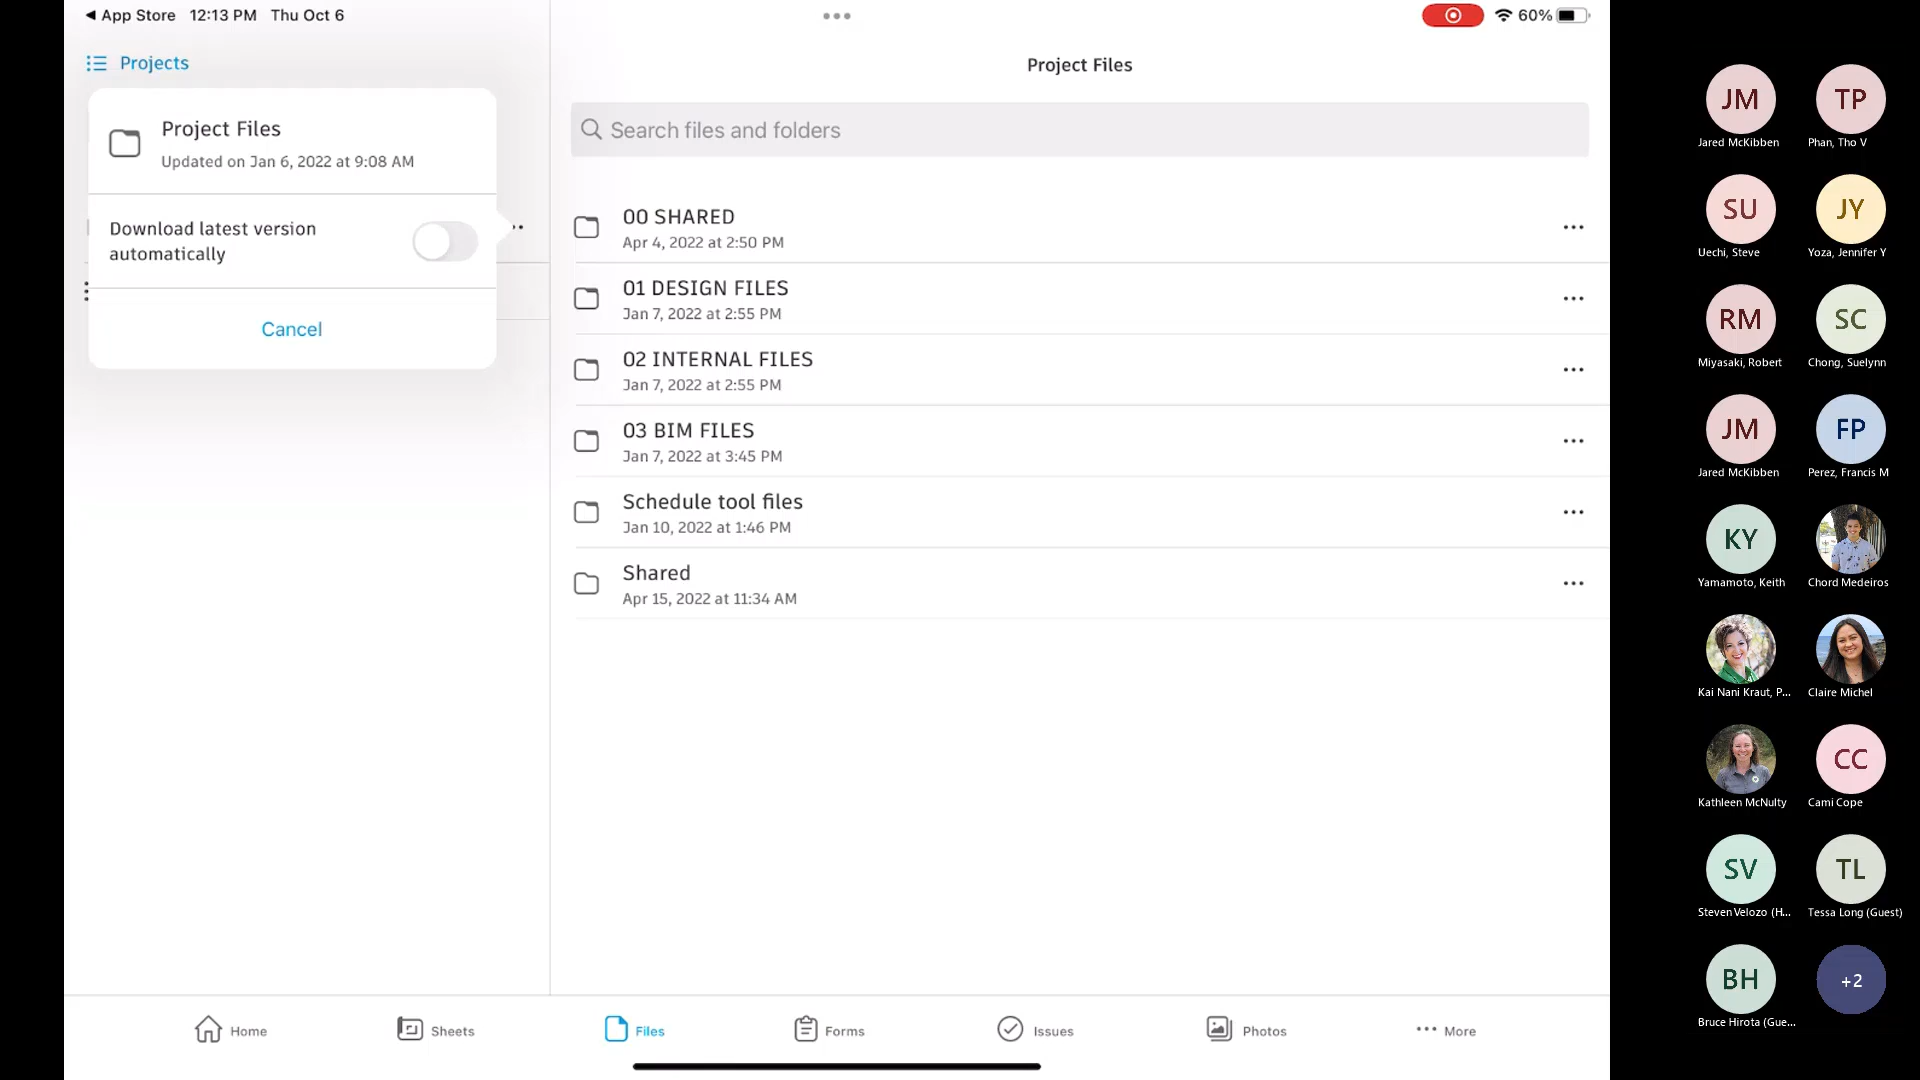 App Store 12:13 PM Thu Oct 6
60%
Projects
Project Files
Updated on Jan 6, 2022 at 9:08 AM
Download latest version
automatically
Cancel
Project Files
Search files and folders
00 SHARED
Apr 4, 2022 at 2:50 PM
01 DESIGN FILES
Jan 7, 2022 at 2:55 PM
02 INTERNAL FILES
Jan 7, 2022 at 2:55 PM
03 BIM FILES
Jan 7, 2022 at 3:45 PM
Schedule tool files
Jan 10, 2022 at 1:46 PM
Shared
Apr 15, 2022 at 11:34 AM
Home
Sheets
Files
Forms
Issues
Photos
More
JM
TP
Jared McKibben
Phan, Tho V
SU
JY
Uechi, Steve
Yoza, Jennifer Y
RM
SC
Miyasaki, Robert
Chong, Suelynn
JM
FP
Jared McKibben
Perez, Francis M
KY
Yamamoto, Keith
Chord Medeiros
Kai Nani Kraut, P...
Claire Michel
CC
Kathleen McNulty
Cami Cope
SV
TL
Steven Velozo (H...
Tessa Long (Guest)
BH
+2
Bruce Hirota (Gue...